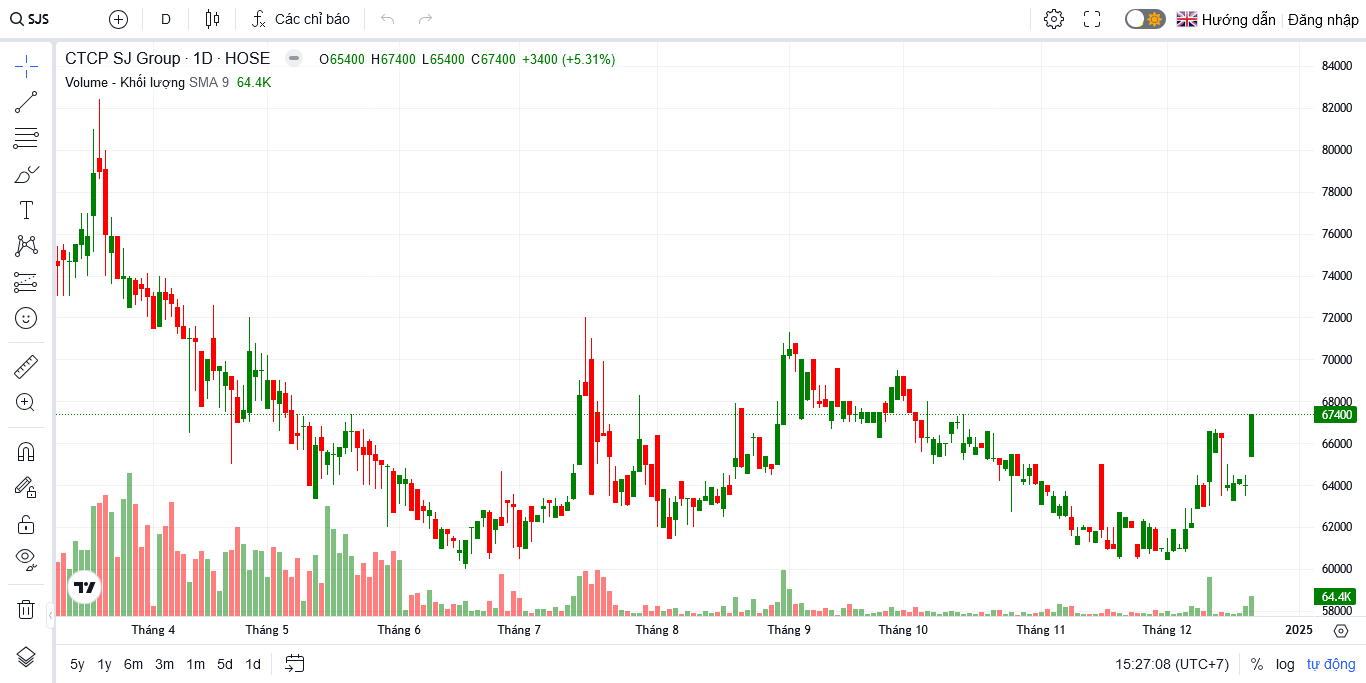 SJS D Các chỉ báo Hướng dẫn Đăng nhập
CTCP SJ Group · 1D · HOSE O65400 H67400 L65400 C67400 +3400 (+5.31%)
Volume - Khối lượng SMA 9 64.4K
84000
82000
80000
78000
76000
74000
72000
70000
68000
67400
66000
64000
62000
60000
64.4K
58000
Tháng 4 Tháng 5 Tháng 6 Tháng 7 Tháng 8 Tháng 9 Tháng 10 Tháng 11 Tháng 12 2025
5y 1y 6m 3m 1m 5d 1d 15:27:08 (UTC+7) % log tự động